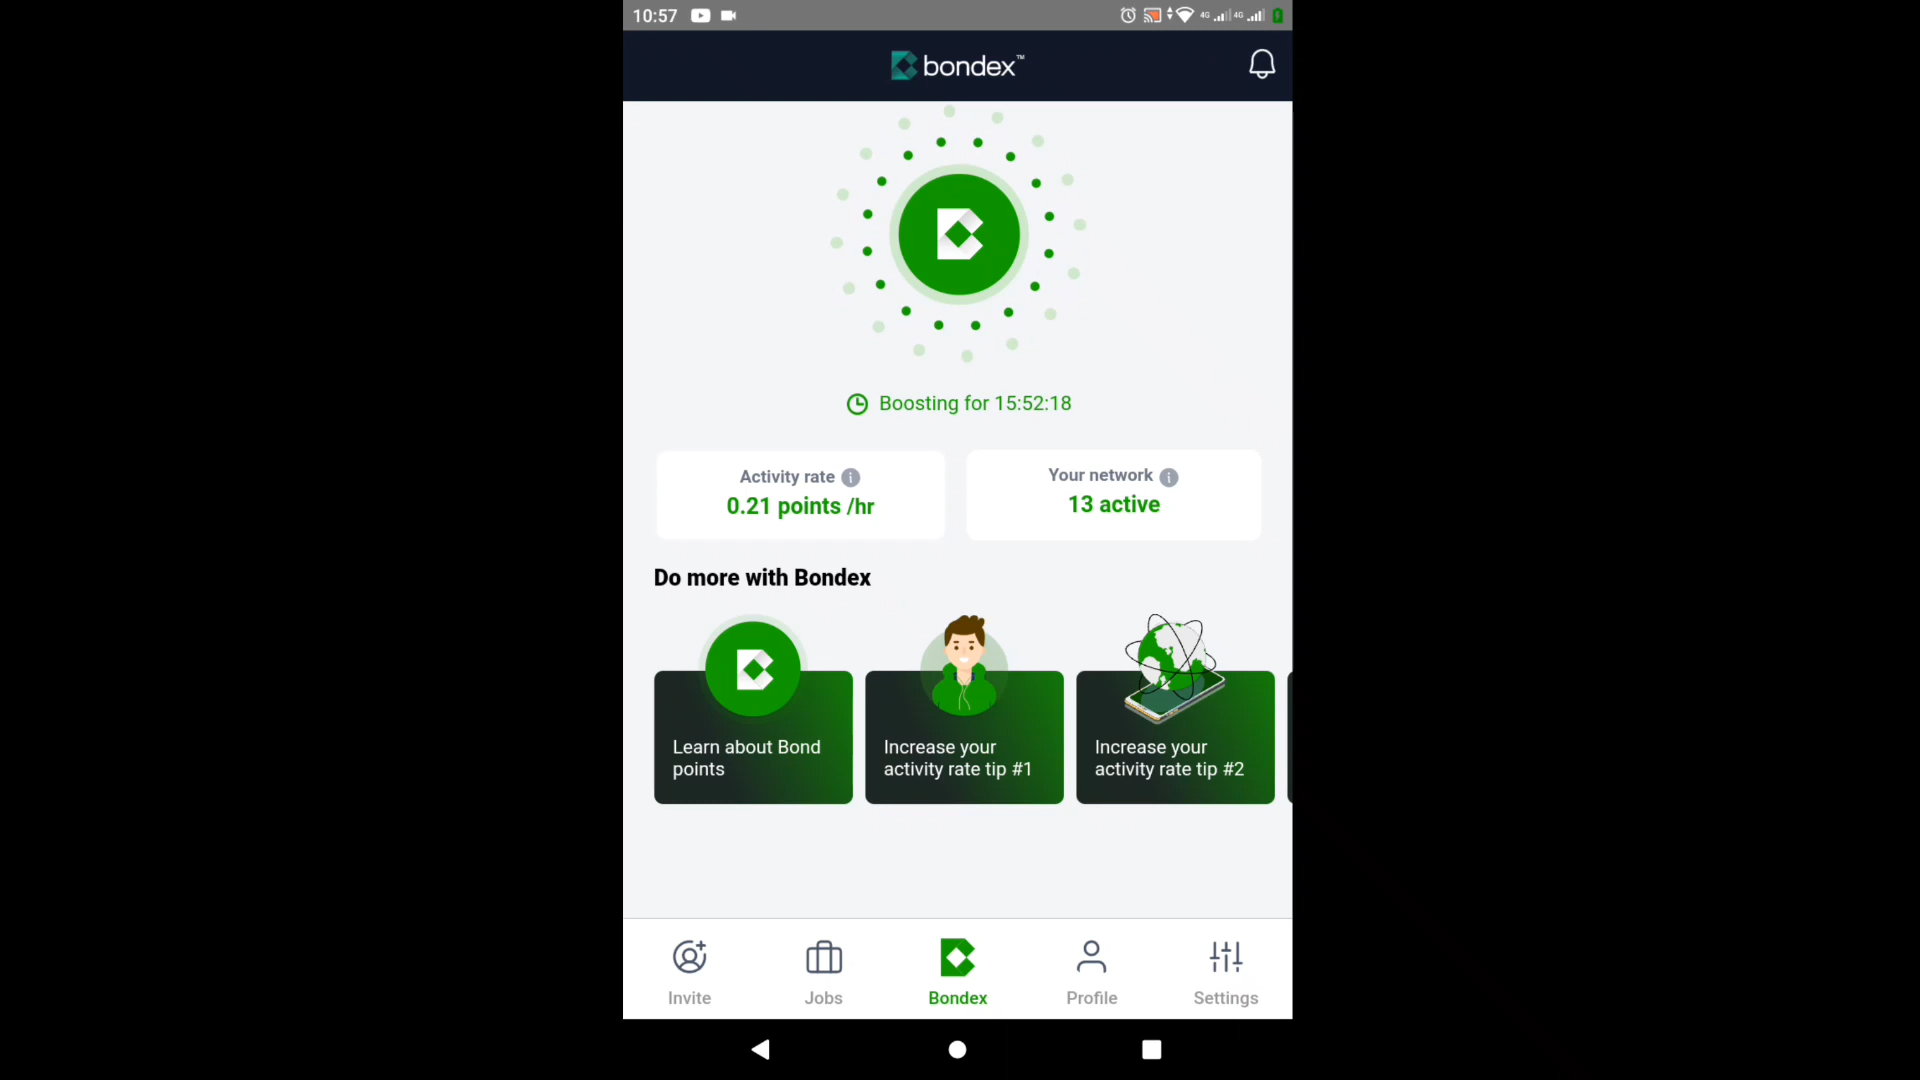 10:57
4G 4G
bondex™
Boosting for 15:52:18
Activity rate
0.21 points /hr
Your network
13 active
Do more with Bondex
Learn about Bond
points
Increase your
activity rate tip #1
Increase your
activity rate tip #2
Invite
Jobs
Bondex
Profile
Settings